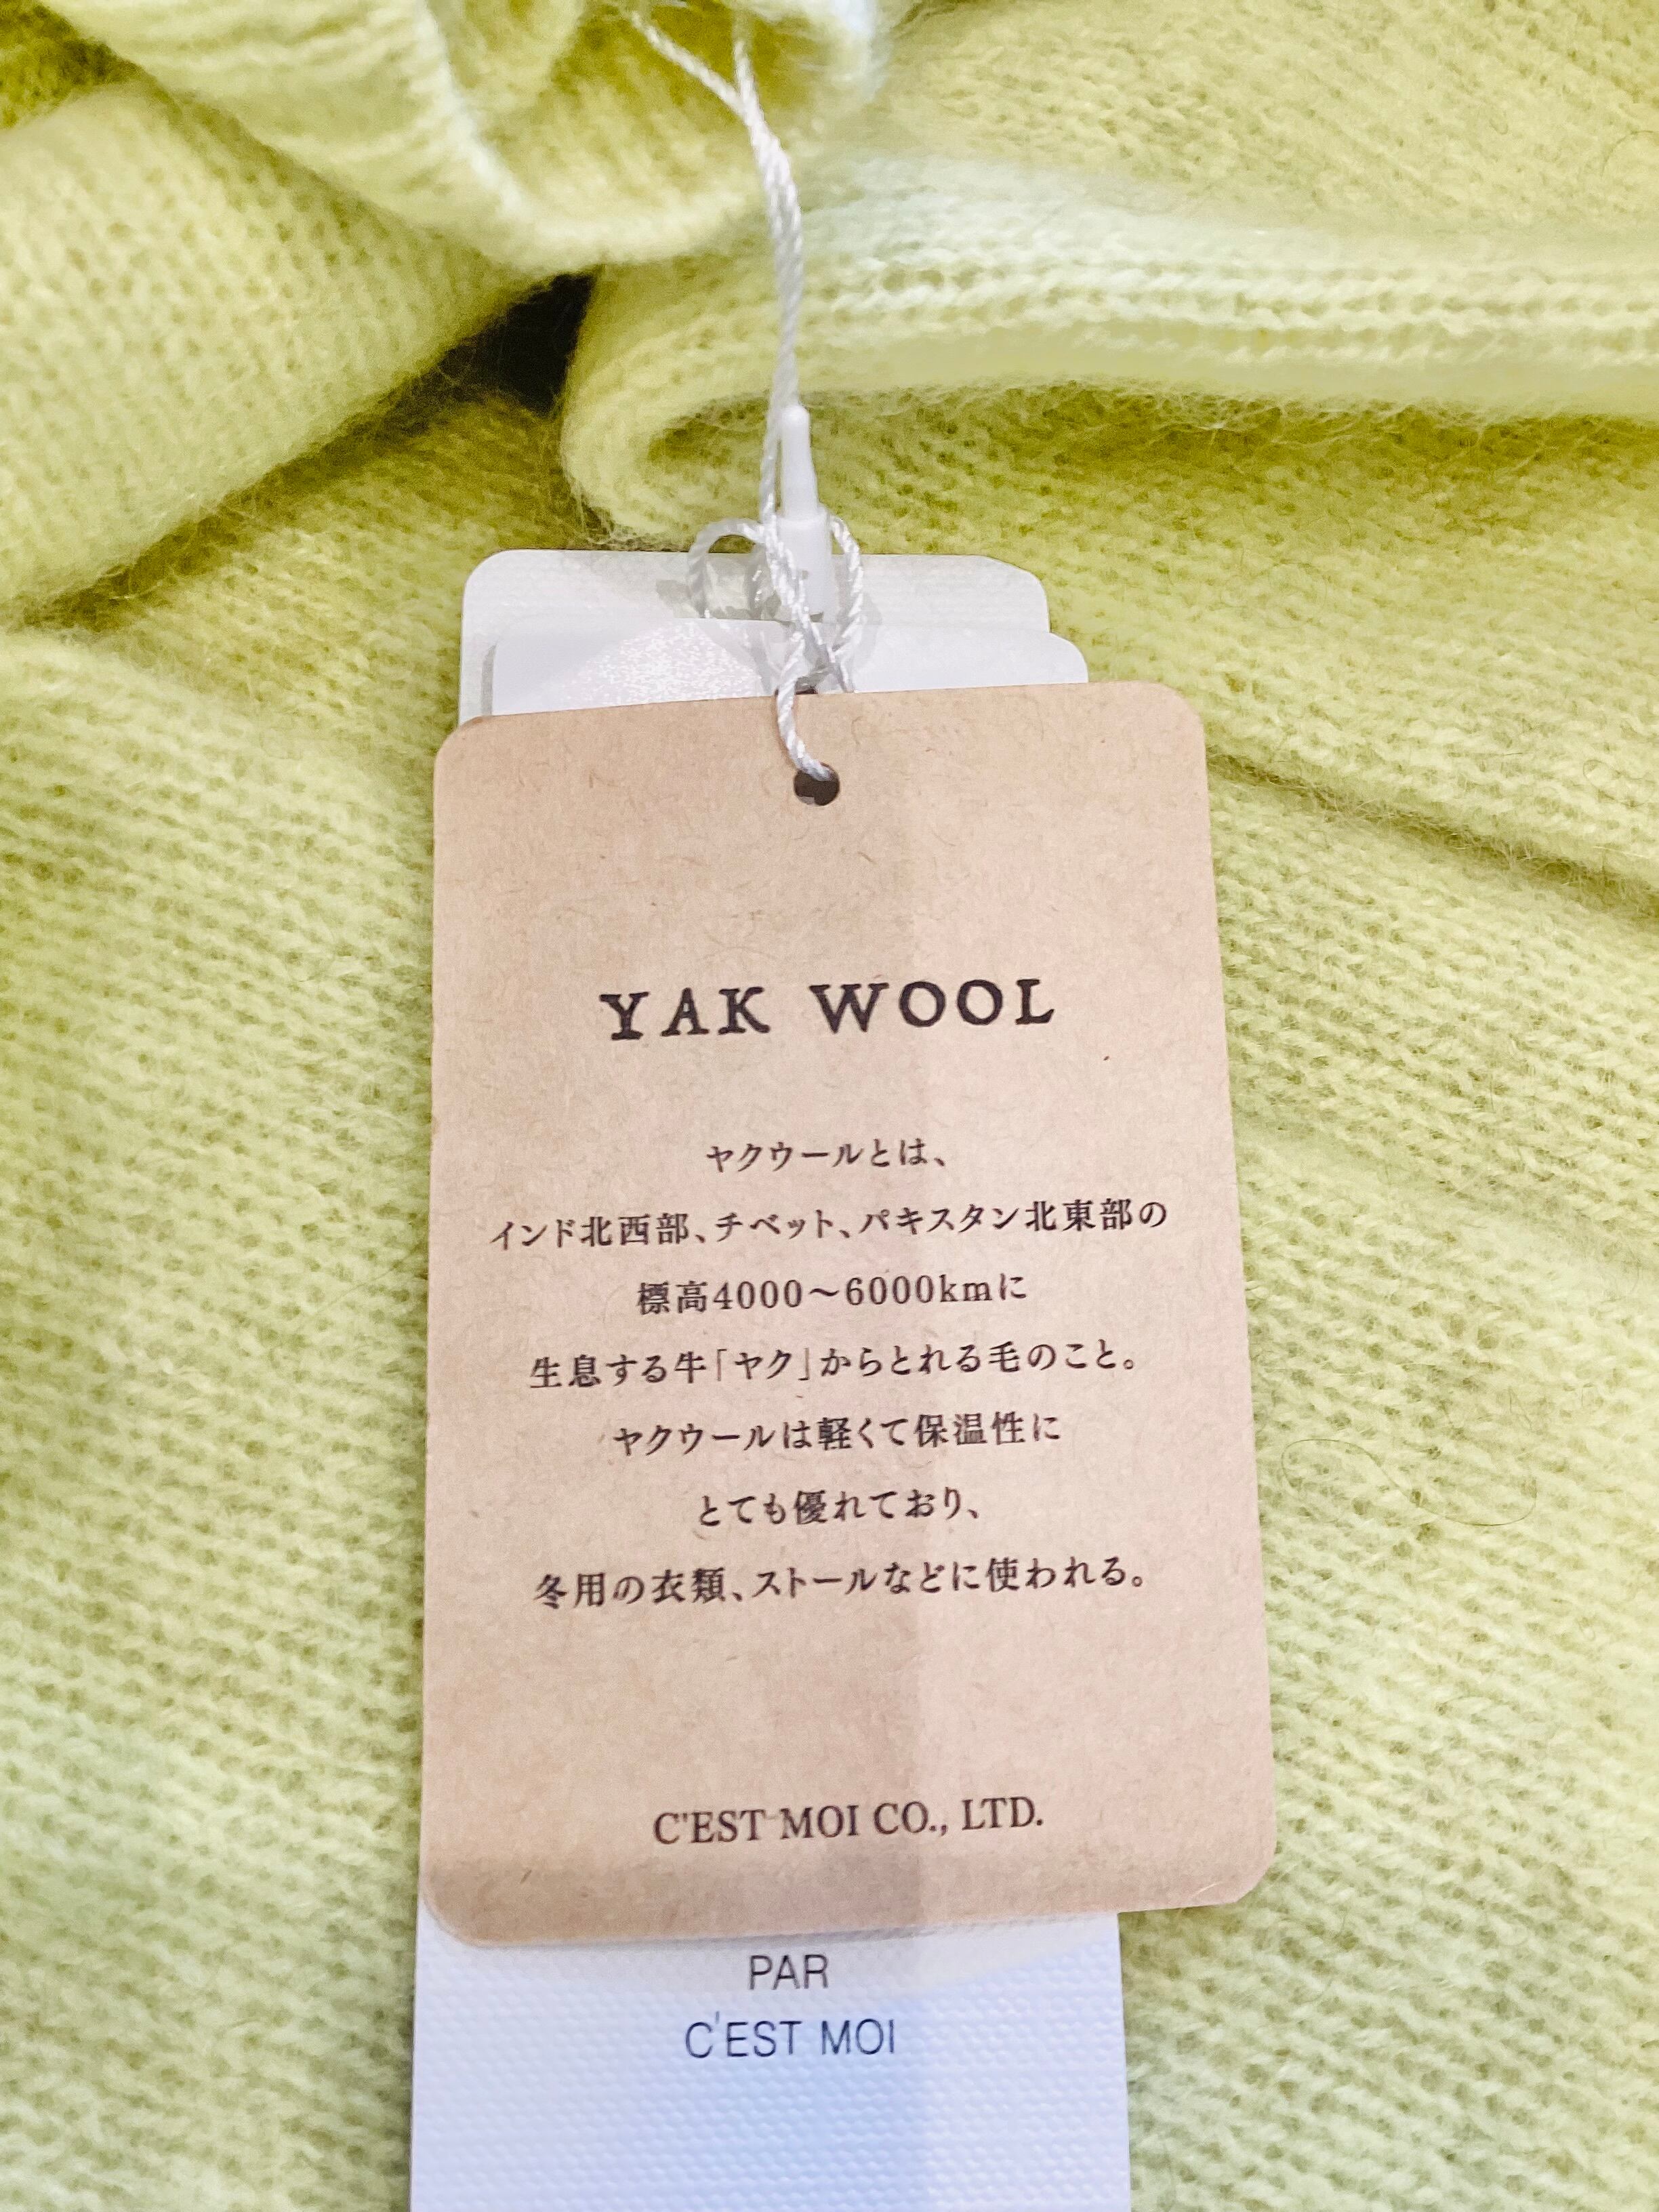 YAK WOOL
ヤクウールとは、
インド北西部、チベット、パキスタン北東部の
標高4000〜6000kmに
生息する牛「ヤク」からとれる毛のこと。
ヤクウールは軽くて保温性に
とても優れており、
冬用の衣類、ストールなどに使われる。
C'EST MOI CO., LTD.
PAR
C'EST MOI